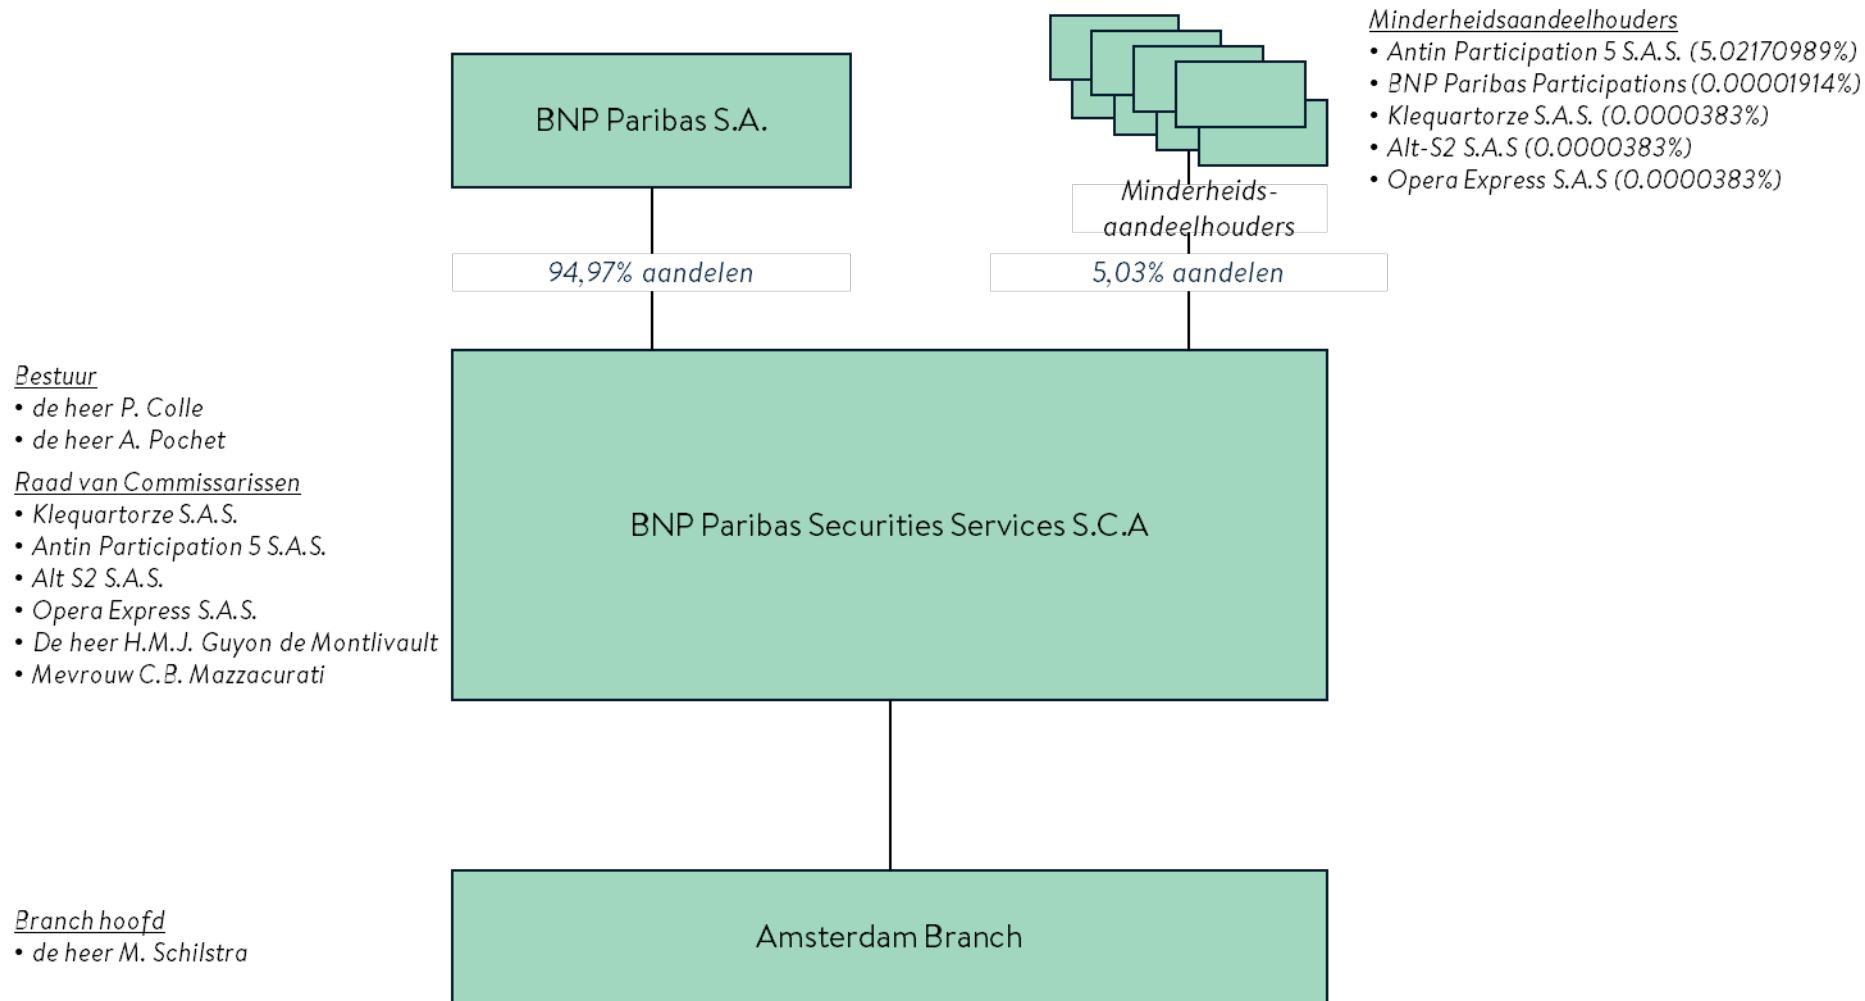 BNP Paribas S.A.
Minderheidsaandeelhouders
• Antin Participation 5 S.A.S. (5.02170989%)
• BNP Paribas Participations (0.00001914%)
• Klequartorze S.A.S. (0.0000383%)
• Alt-S2 S.A.S (0.0000383%)
• Opera Express S.A.S (0.0000383%)
Minderheids-
aandeelhouders
94,97% aandelen
5,03% aandelen
Bestuur
• de heer P. Colle
• de heer A. Pochet
Raad van Commissarissen
• Klequartorze S.A.S.
• Antin Participation 5 S.A.S.
• Alt S2 S.A.S.
• Opera Express S.A.S.
• De heer H.M.J. Guyon de Montlivault
• Mevrouw C.B. Mazzacurati
BNP Paribas Securities Services S.C.A
Branch hoofd
• de heer M. Schilstra
Amsterdam Branch